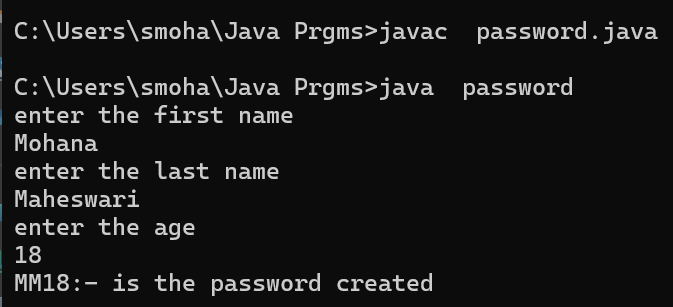 C:\Users\smoha\Java Prgms>javac  password.java
C:\Users\smoha\Java Prgms>java  password
enter the first name
Mohana
enter the last name
Maheswari
enter the age
18
MM18:- is the password created